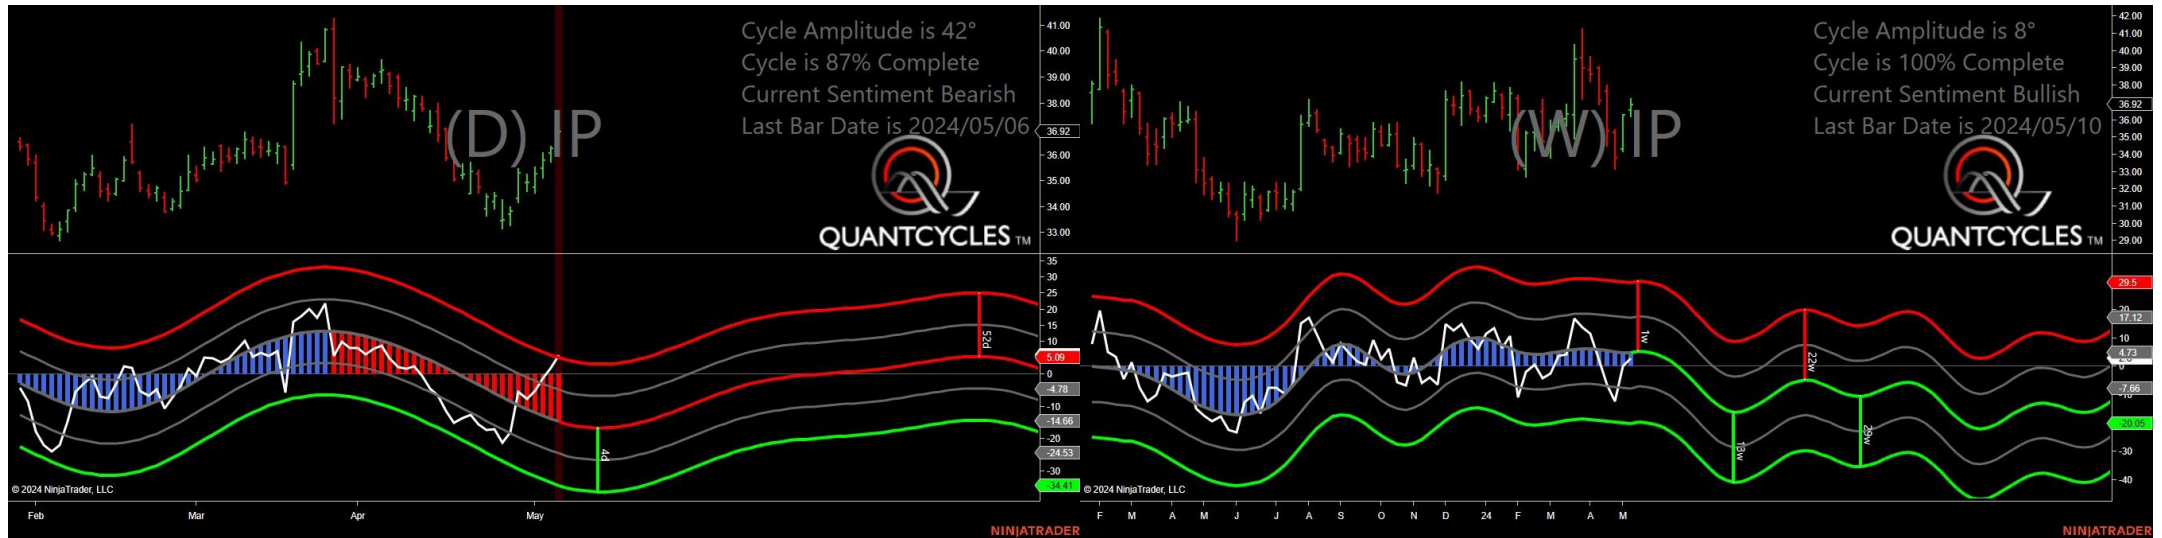 Cycle Amplitude is 42°
Cycle is 87% Complete
Current Sentiment Bearish
Last Bar Date is 2024/05/06
(D) IP
QUANTCYCLES TM
41.00
40.00
39.00
38.00
36.92
36.00
35.00
34.00
33.00
35
30
25
20
15
10
5.09
0
-4.78
-10
-14.66
-20
-24.53
-30
-34.41
52d
4d
© 2024 NinjaTrader, LLC
Feb Mar Apr May
NINJATRADER
Cycle Amplitude is 8°
Cycle is 100% Complete
Current Sentiment Bullish
Last Bar Date is 2024/05/10
(W) IP
QUANTCYCLES TM
42.00
41.00
40.00
39.00
38.00
36.92
36.00
35.00
34.00
33.00
32.00
31.00
30.00
29.00
29.5
20
17.12
10
4.73
0
-7.66
-20.05
-30
-40
1w
22w
13w
29w
© 2024 NinjaTrader, LLC
F M A M J J A S O N D 24 F M A M
NINJATRADER